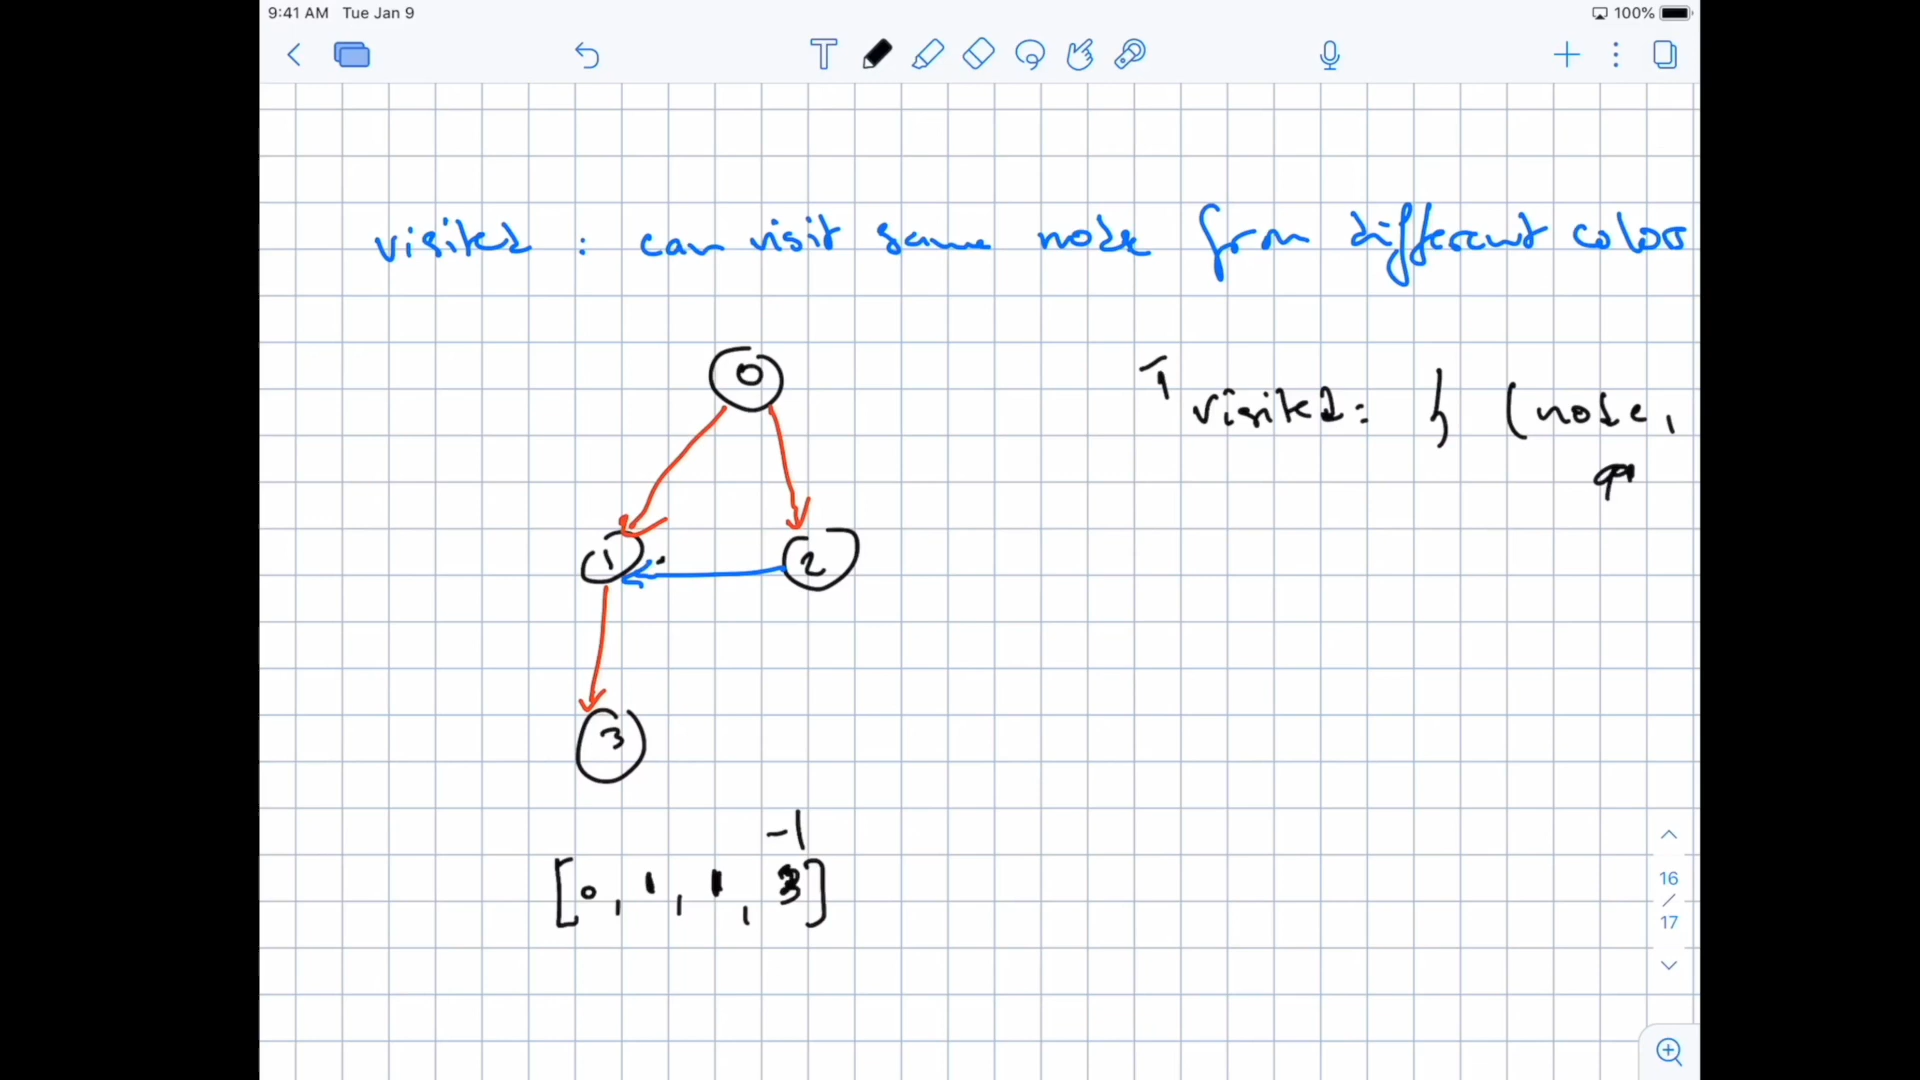 9:41 AM Tue Jan 9
100%
T
visited : can visit same node from different colors
0
visited: { (node,
1
2
3
-1
[0, 1, 1, 3]
16
/
17